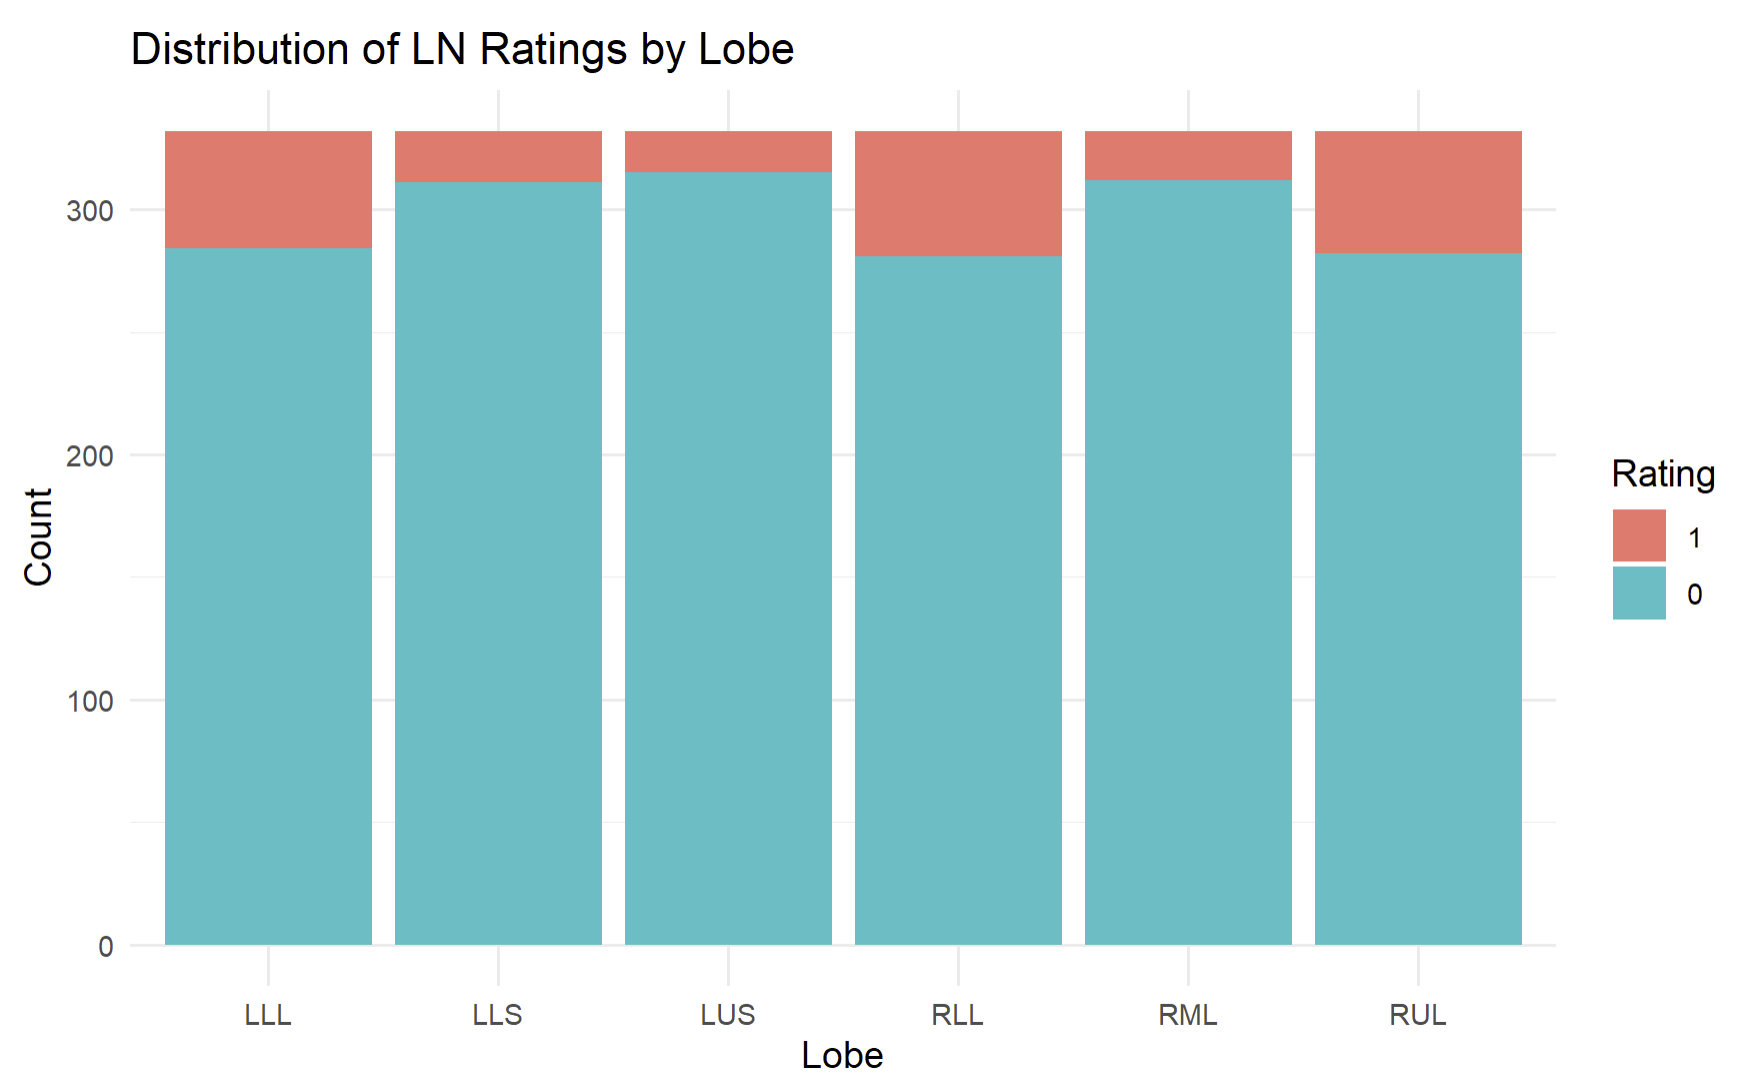 Distribution of LN Ratings by Lobe
Count
300
200
100
0
LLL
LLS
LUS
RLL
RML
RUL
Lobe
Rating
1
0